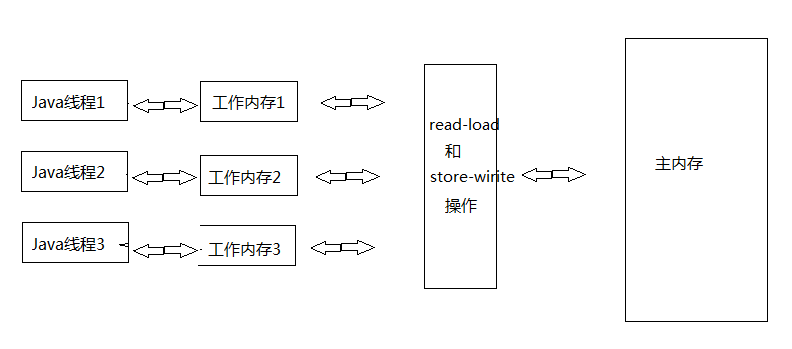 Java线程1
工作内存1
Java线程2
工作内存2
Java线程3
工作内存3
read-load
和
store-wirite
操作
主内存